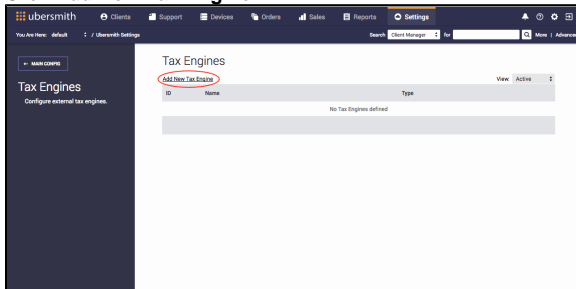 ubersmith
Clients
Support
Devices
Orders
Sales
Reports
Settings
You Are Here: default / Ubersmith Settings
Search Client Manager for
More | Advanced
← MAIN CONFIG
Tax Engines
Configure external tax engines.
Tax Engines
Add New Tax Engine
View: Active
ID Name Type
No Tax Engines defined